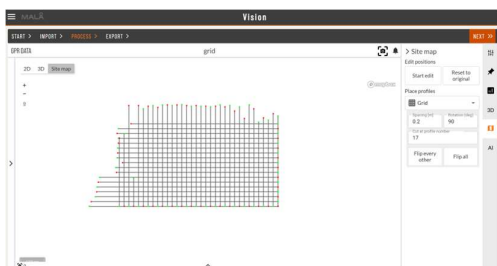 MALÅ
Vision
START > IMPORT > PROCESS > EXPORT >
NEXT >>
GPR DATA
grid
2D 3D Site map
mapbox
> Site map
Edit positions
Start edit
Reset to original
Place profiles
Grid
Spacing [m]
0.2
Rotation [deg]
90
Cut at profile number
17
Flip every other
Flip all
3D
AI